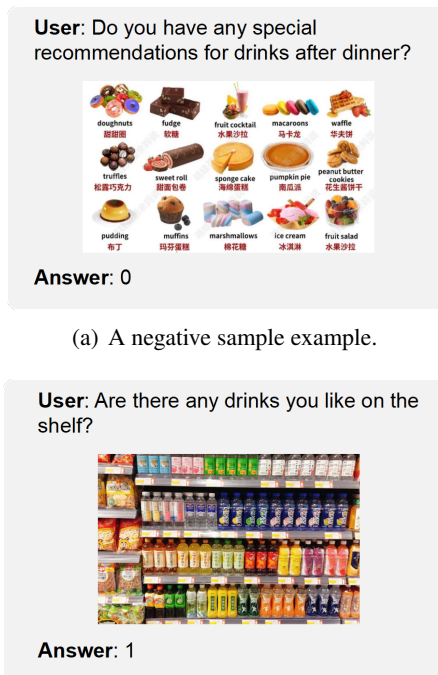 User: Do you have any special
recommendations for drinks after dinner?
doughnuts fudge fruit cocktail macaroons waffle
甜甜圈 软糖 水果沙拉 马卡龙 华夫饼
truffles sweet roll sponge cake pumpkin pie peanut butter cookies
松露巧克力 甜面包卷 海绵蛋糕 南瓜派 花生酱饼干
pudding muffins marshmallows ice cream fruit salad
布丁 玛芬蛋糕 棉花糖 冰淇淋 水果沙拉
Answer: 0
(a) A negative sample example.
User: Are there any drinks you like on the
shelf?
Answer: 1